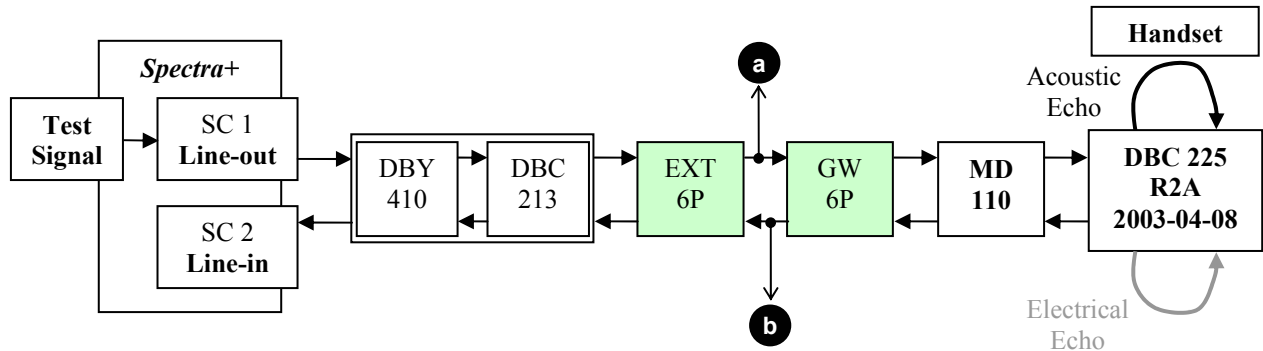 Handset
a
Spectra+
Acoustic
Echo
Test
Signal
SC 1
Line-out
DBY
410
DBC
213
EXT
6P
GW
6P
MD
110
DBC 225
R2A
2003-04-08
SC 2
Line-in
b
Electrical
Echo